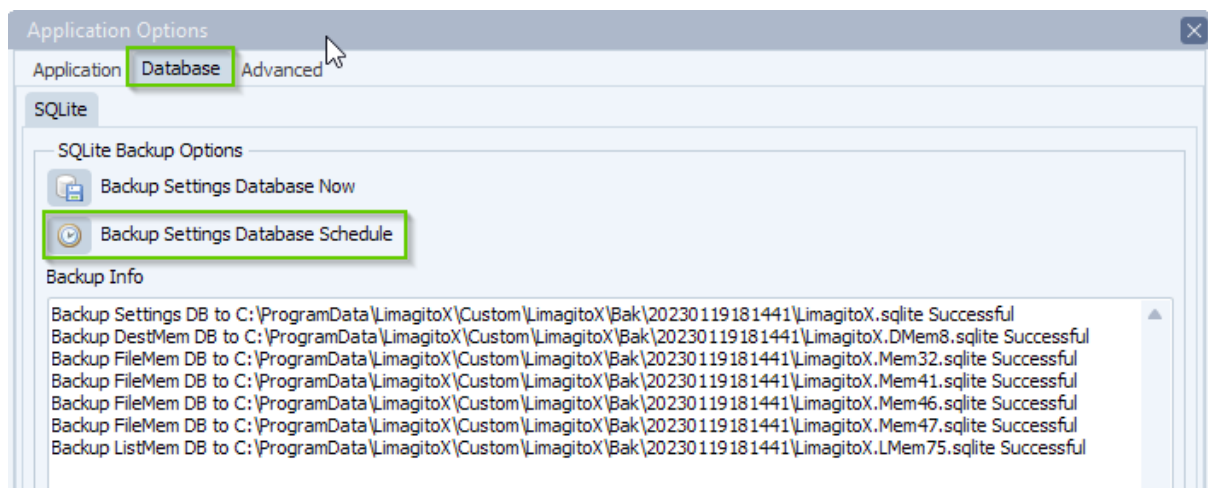 Application Options
Application Database Advanced
SQLite
SQLite Backup Options
Backup Settings Database Now
Backup Settings Database Schedule
Backup Info
Backup Settings DB to C:\ProgramData\LimagitoX\Custom\LimagitoX\Bak\20230119181441\LimagitoX.sqlite Successful
Backup DestMem DB to C:\ProgramData\LimagitoX\Custom\LimagitoX\Bak\20230119181441\LimagitoX.DMem8.sqlite Successful
Backup FileMem DB to C:\ProgramData\LimagitoX\Custom\LimagitoX\Bak\20230119181441\LimagitoX.Mem32.sqlite Successful
Backup FileMem DB to C:\ProgramData\LimagitoX\Custom\LimagitoX\Bak\20230119181441\LimagitoX.Mem41.sqlite Successful
Backup FileMem DB to C:\ProgramData\LimagitoX\Custom\LimagitoX\Bak\20230119181441\LimagitoX.Mem46.sqlite Successful
Backup FileMem DB to C:\ProgramData\LimagitoX\Custom\LimagitoX\Bak\20230119181441\LimagitoX.Mem47.sqlite Successful
Backup ListMem DB to C:\ProgramData\LimagitoX\Custom\LimagitoX\Bak\20230119181441\LimagitoX.LMem75.sqlite Successful